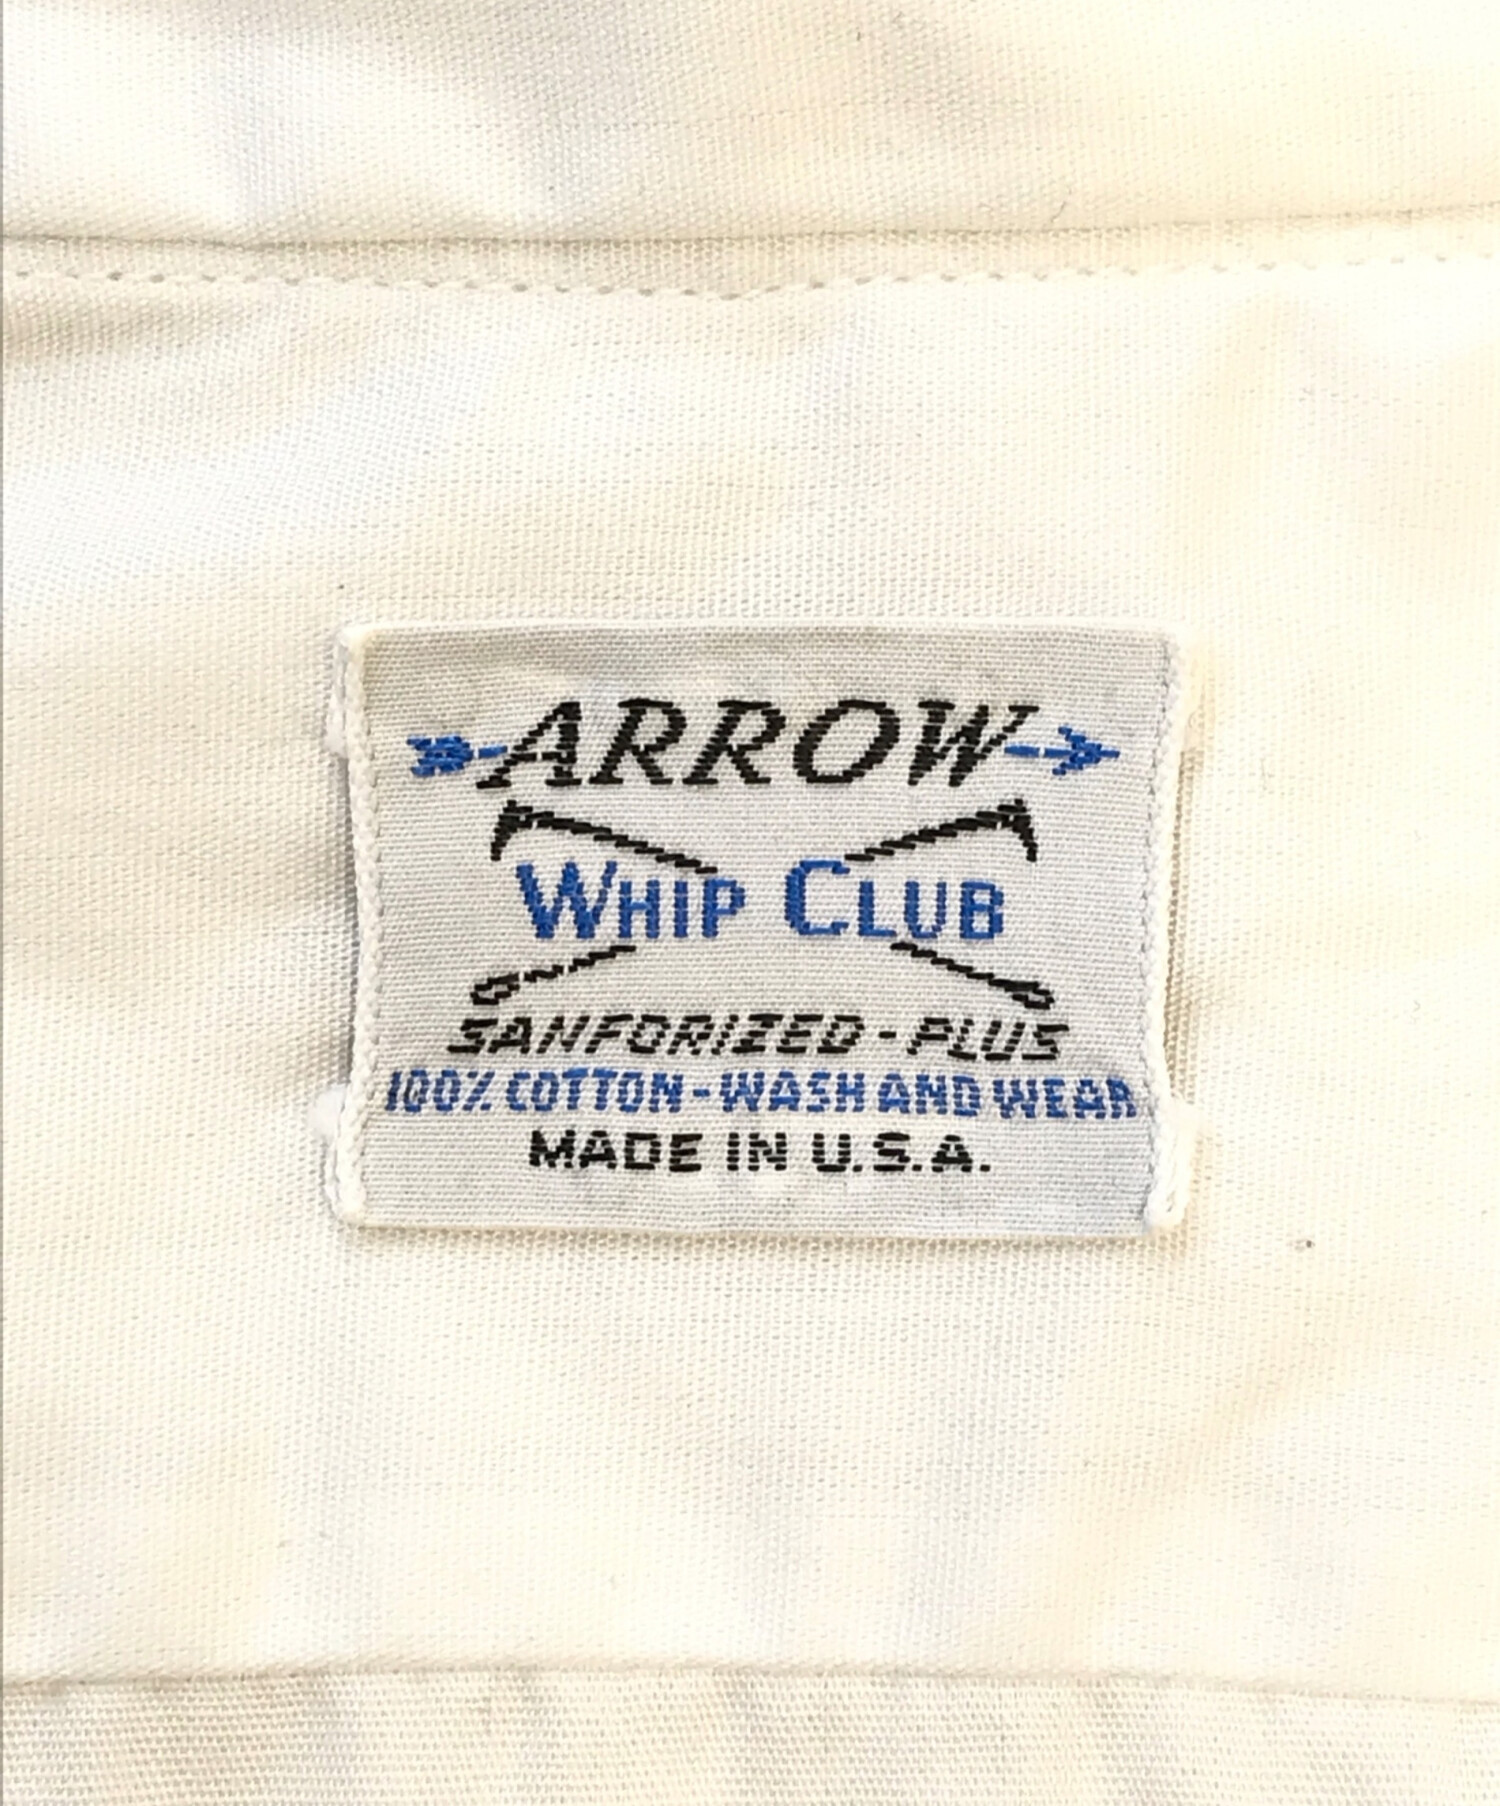 ARROW
WHIP CLUB
SANFORIZED-PLUS
100% COTTON-WASH AND WEAR
MADE IN U.S.A.